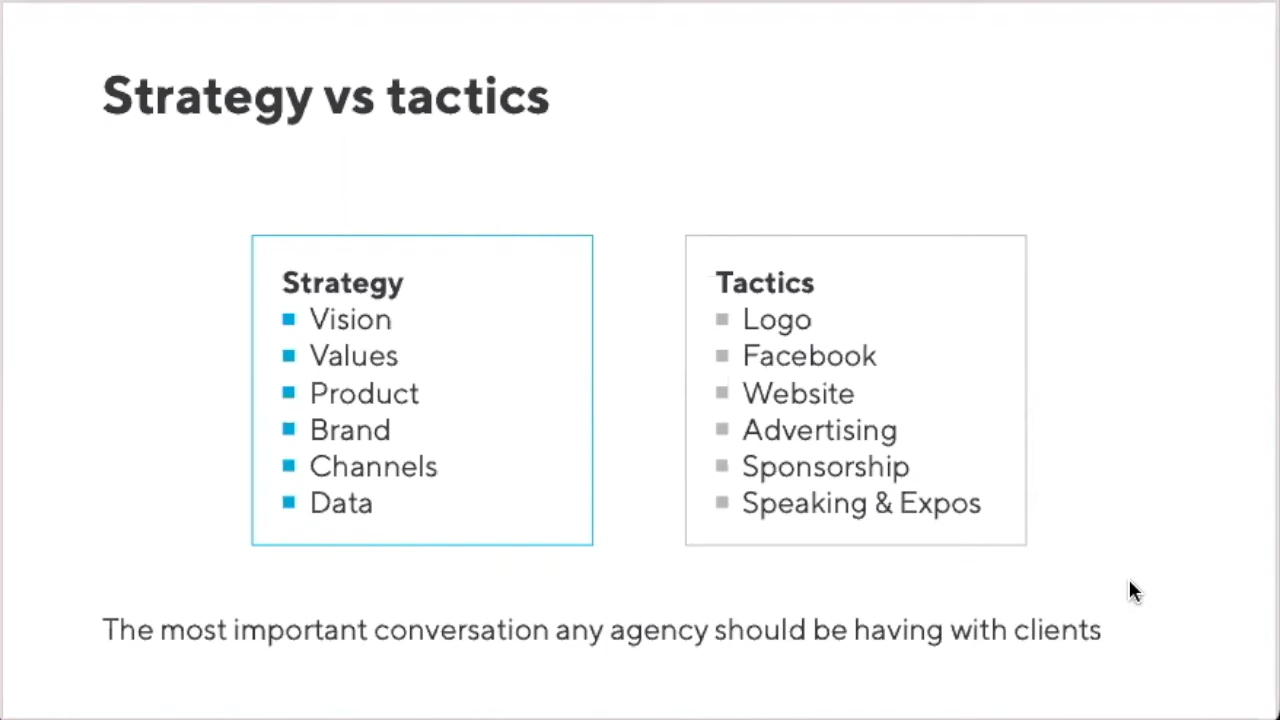 Strategy vs tactics
Strategy
Vision
Values
Product
Brand
Channels
Data
Tactics
Logo
Facebook
Website
Advertising
Sponsorship
Speaking & Expos
The most important conversation any agency should be having with clients